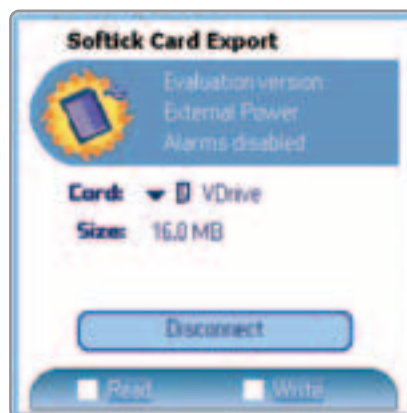 Softick Card Export
Evaluation version
External Power
Alarms disabled
Card: VDrive
Size: 16.0 MB
Disconnect
Read Write